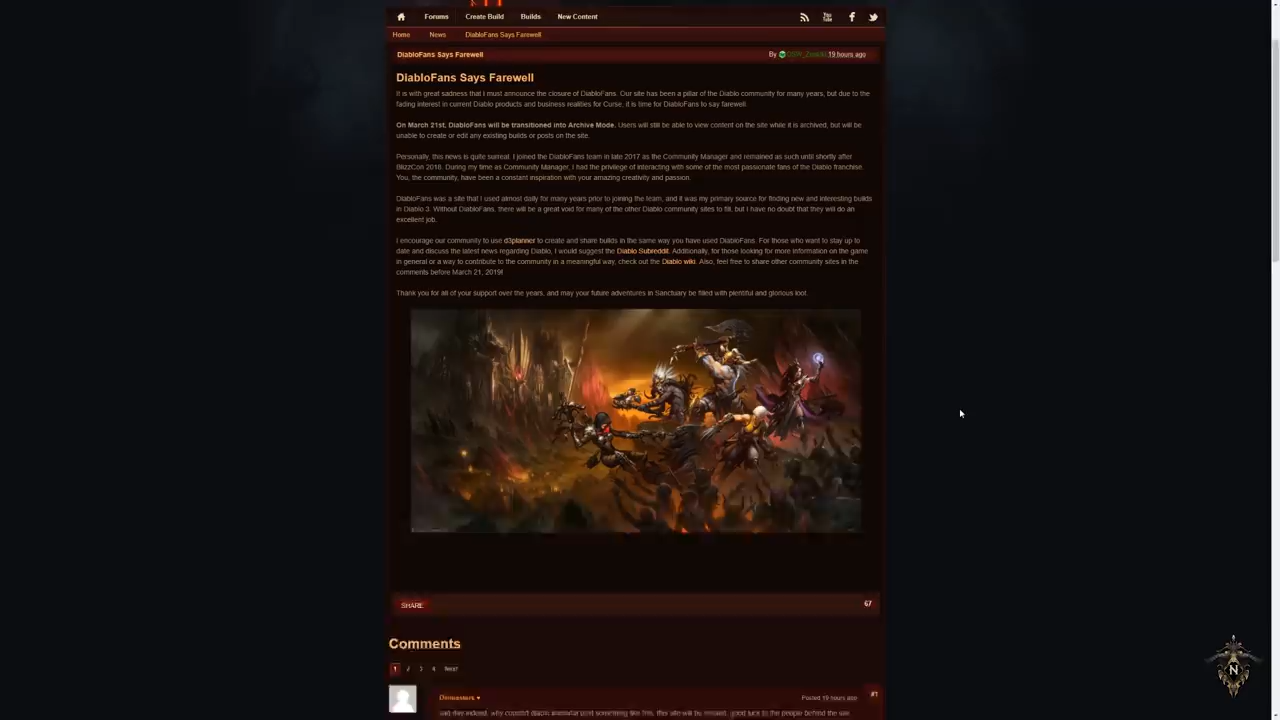 Forums Create Build Builds New Content You Tube
Home News DiabloFans Says Farewell
DiabloFans Says Farewell By 19 hours ago
DiabloFans Says Farewell
It is with great sadness that I must announce the closure of DiabloFans. Our site has been a pillar of the Diablo community for many years, but due to the
fading interest in current Diablo products and business realities for Curse, it is time for DiabloFans to say farewell.
On March 21st, DiabloFans will be transitioned into Archive Mode. Users will still be able to view content on the site while it is archived, but will be
unable to create or edit any existing builds or posts on the site.
Personally, this news is quite surreal. I joined the DiabloFans team in late 2017 as the Community Manager and remained as such until shortly after
BlizzCon 2018. During my time as Community Manager, I had the privilege of interacting with some of the most passionate fans of the Diablo franchise.
You, the community, have been a constant inspiration with your amazing creativity and passion.
DiabloFans was a site that I used almost daily for many years prior to joining the team, and it was my primary source for finding new and interesting builds
in Diablo 3. Without DiabloFans, there will be a great void for many of the other Diablo community sites to fill, but I have no doubt that they will do an
excellent job.
I encourage our community to use d3planner to create and share builds in the same way you have used DiabloFans. For those who want to stay up to
date and discuss the latest news regarding Diablo, I would suggest the Diablo Subreddit. Additionally, for those looking for more information on the game
in general or a way to contribute to the community in a meaningful way, check out the Diablo wiki. Also, feel free to share other community sites in the
comments before March 21, 2019!
Thank you for all of your support over the years, and may your future adventures in Sanctuary be filled with plentiful and glorious loot.
SHARE 67
Comments
1 2 3 4 Next
Posted 19 hours ago #1
N